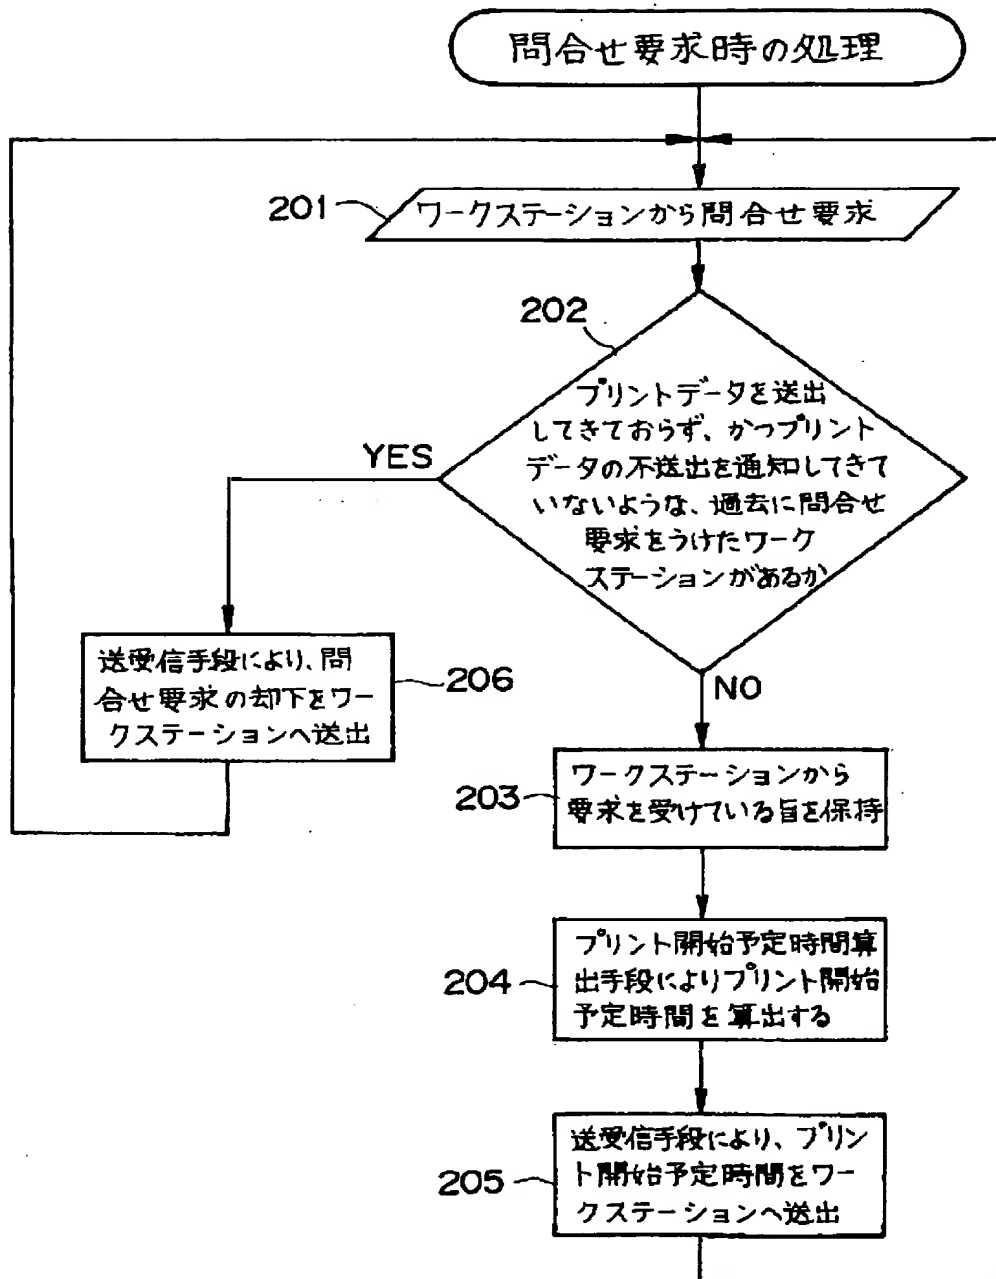 問合せ要求時の処理
201
ワークステーションから問合せ要求
202
プリントデータを送出
してきておらず、かつプリント
データの不送出を通知してきて
いないような、過去に問合せ
要求をうけたワーク
ステーションがあるか
YES
NO
送受信手段により、問
合せ要求の却下をワー
クステーションへ送出
206
203
ワークステーションから
要求を受けている旨を保持
204
プリント開始予定時間算
出手段によりプリント開始
予定時間を算出する
205
送受信手段により、プリン
ト開始予定時間をワー
クステーションへ送出